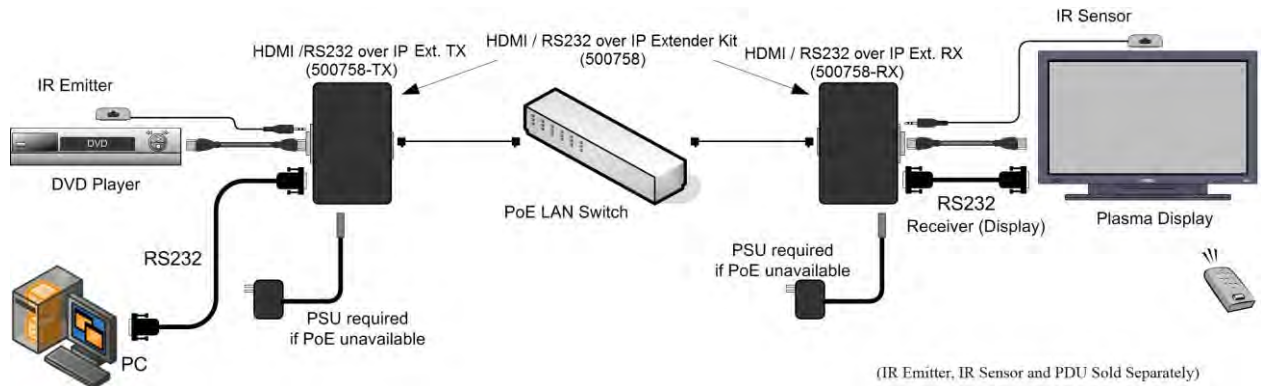 IR Sensor
HDMI /RS232 over IP Ext. TX
(500758-TX)
HDMI / RS232 over IP Extender Kit
(500758)
HDMI / RS232 over IP Ext. RX
(500758-RX)
IR Emitter
DVD
DVD Player
PoE LAN Switch
RS232
Receiver (Display)
Plasma Display
RS232
PSU required
if PoE unavailable
PSU required
if PoE unavailable
PC
(IR Emitter, IR Sensor and PDU Sold Separately)